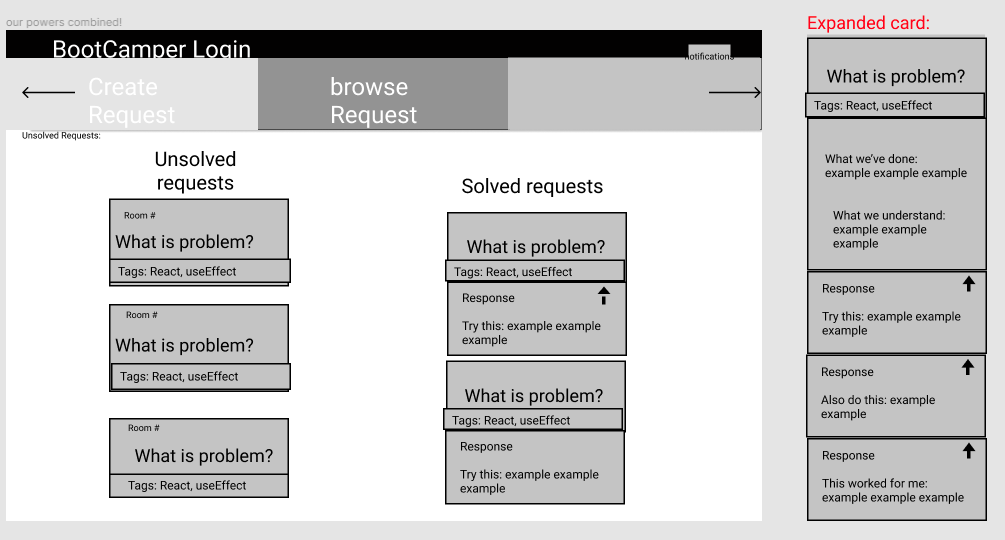 our powers combined!
BootCamper Login
notifications
Create
Request
browse
Request
Unsolved Requests:
Unsolved
requests
Room #
What is problem?
Tags: React, useEffect
Room #
What is problem?
Tags: React, useEffect
Room #
What is problem?
Tags: React, useEffect
Solved requests
What is problem?
Tags: React, useEffect
Response
Try this: example example
example
What is problem?
Tags: React, useEffect
Response
Try this: example example
example
Expanded card:
What is problem?
Tags: React, useEffect
What we've done:
example example example
What we understand:
example example
example
Response
Try this: example example
example
Response
Also do this: example
example
Response
This worked for me:
example example example